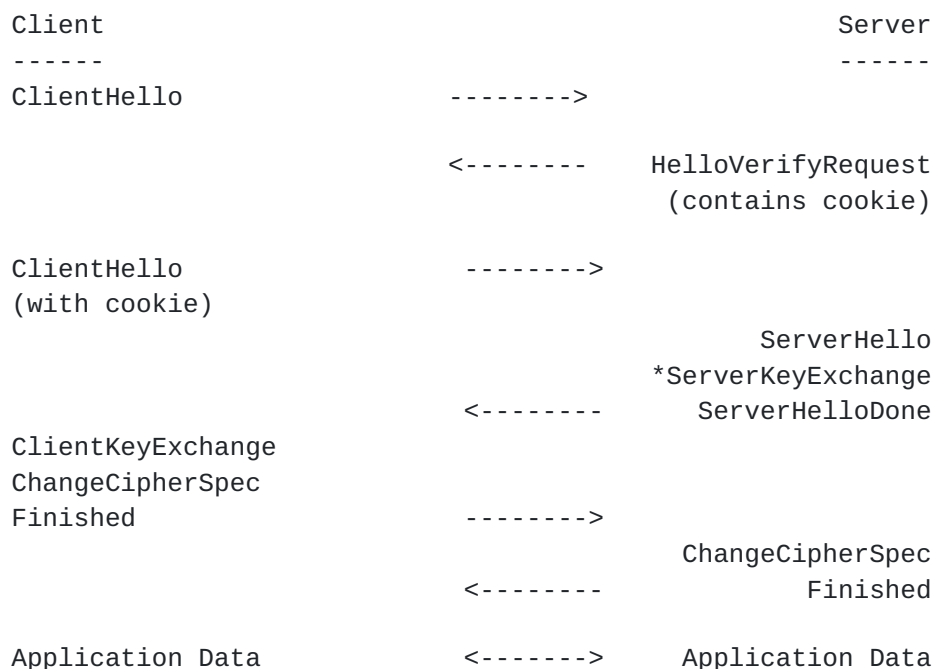 Client Server
------ ------
ClientHello -------->
<-------- HelloVerifyRequest
(contains cookie)
ClientHello -------->
(with cookie)
ServerHello
*ServerKeyExchange
<-------- ServerHelloDone
ClientKeyExchange
ChangeCipherSpec
Finished -------->
ChangeCipherSpec
<-------- Finished
Application Data <-------> Application Data